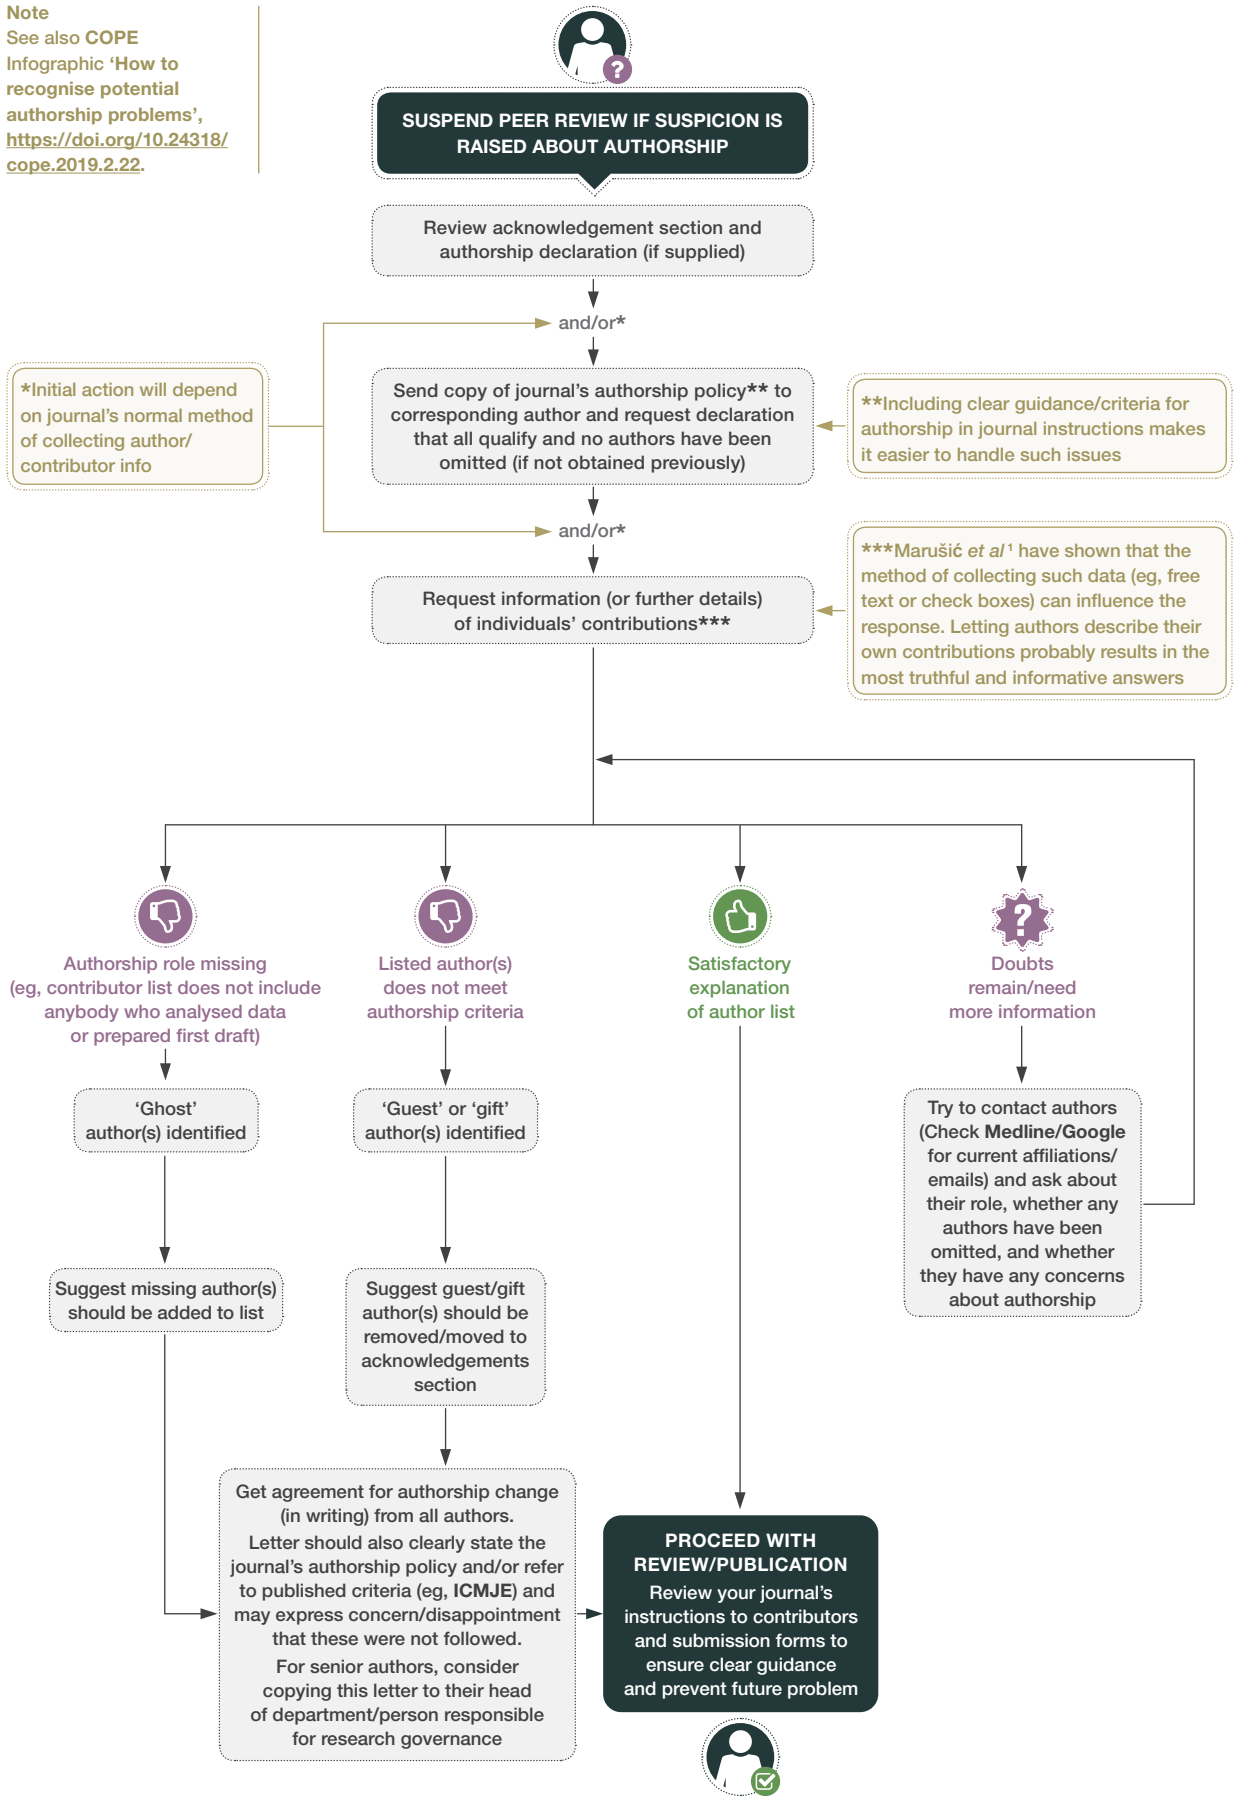 Note
See also COPE
Infographic ‘How to
recognise potential
authorship problems’,
https://doi.org/10.24318/
cope.2019.2.22.
?
SUSPEND PEER REVIEW IF SUSPICION IS
RAISED ABOUT AUTHORSHIP
Review acknowledgement section and
authorship declaration (if supplied)
and/or*
*Initial action will depend
on journal’s normal method
of collecting author/
contributor info
Send copy of journal’s authorship policy** to
corresponding author and request declaration
that all qualify and no authors have been
omitted (if not obtained previously)
**Including clear guidance/criteria for
authorship in journal instructions makes
it easier to handle such issues
and/or*
Request information (or further details)
of individuals’ contributions***
***Marušić et al¹ have shown that the
method of collecting such data (eg, free
text or check boxes) can influence the
response. Letting authors describe their
own contributions probably results in the
most truthful and informative answers
Authorship role missing
(eg, contributor list does not include
anybody who analysed data
or prepared first draft)
Listed author(s)
does not meet
authorship criteria
Satisfactory
explanation
of author list
?
Doubts
remain/need
more information
‘Ghost’
author(s) identified
‘Guest’ or ‘gift’
author(s) identified
Try to contact authors
(Check Medline/Google
for current affiliations/
emails) and ask about
their role, whether any
authors have been
omitted, and whether
they have any concerns
about authorship
Suggest missing author(s)
should be added to list
Suggest guest/gift
author(s) should be
removed/moved to
acknowledgements
section
Get agreement for authorship change
(in writing) from all authors.
Letter should also clearly state the
journal’s authorship policy and/or refer
to published criteria (eg, ICMJE) and
may express concern/disappointment
that these were not followed.
For senior authors, consider
copying this letter to their head
of department/person responsible
for research governance
PROCEED WITH
REVIEW/PUBLICATION
Review your journal’s
instructions to contributors
and submission forms to
ensure clear guidance
and prevent future problem